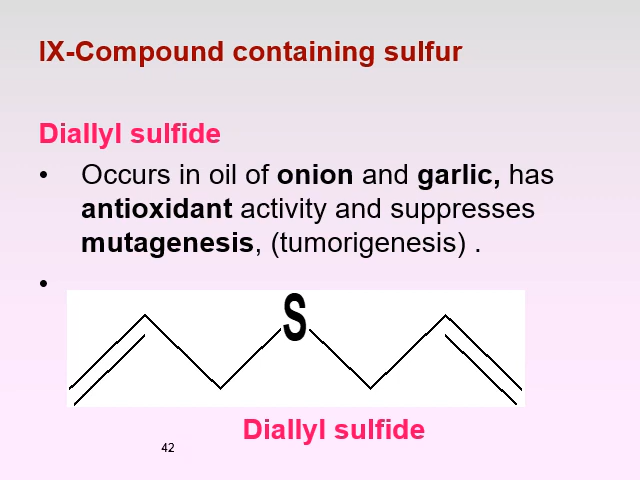 IX-Compound containing sulfur
Diallyl sulfide
• Occurs in oil of onion and garlic, has
antioxidant activity and suppresses
mutagenesis, (tumorigenesis) .
•
S
Diallyl sulfide
42